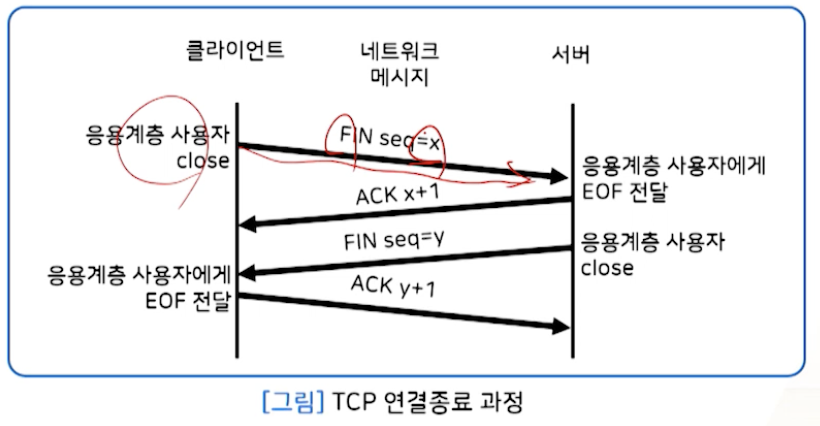 클라이언트
네트워크
메시지
서버
응용계층 사용자
close
FIN seq=x
응용계층 사용자에게
EOF 전달
ACK x+1
FIN seq=y
응용계층 사용자
close
응용계층 사용자에게
EOF 전달
ACK y+1
[그림] TCP 연결종료 과정